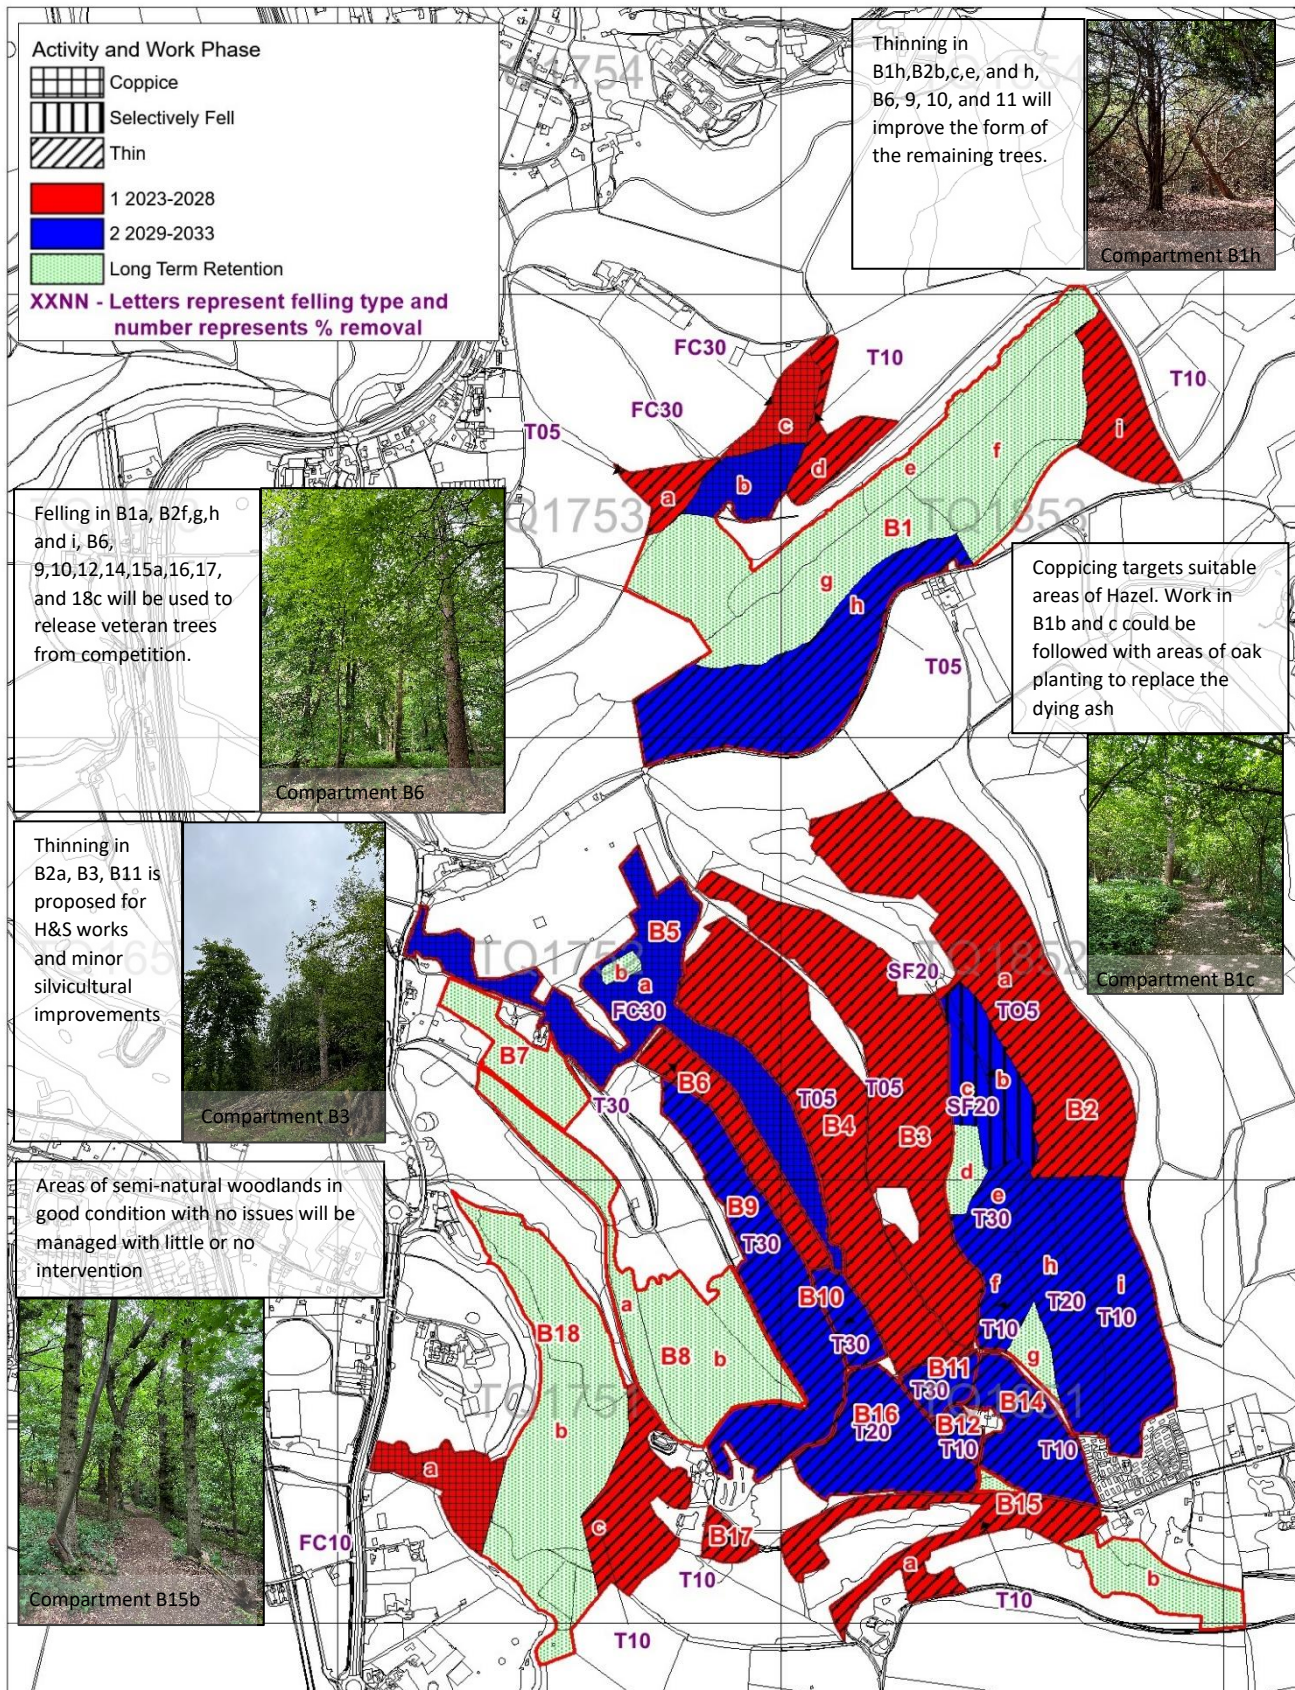 Activity and Work Phase
Coppice
Selectively Fell
Thin
1 2023-2028
2 2029-2033
Long Term Retention
XXNN - Letters represent felling type and
number represents % removal
Thinning in
B1h,B2b,c,e, and h,
B6, 9, 10, and 11 will
improve the form of
the remaining trees.
Compartment B1h
TQ1754
FC30
T10
FC30
T05
T10
c
d
a
b
e
f
i
TQ1753
TQ1853
B1
g
h
T05
Felling in B1a, B2f,g,h
and i, B6,
9,10,12,14,15a,16,17,
and 18c will be used to
release veteran trees
from competition.
Compartment B6
Coppicing targets suitable
areas of Hazel. Work in
B1b and c could be
followed with areas of oak
planting to replace the
dying ash
Compartment B1c
Thinning in
B2a, B3, B11 is
proposed for
H&S works
and minor
silvicultural
improvements
Compartment B3
TQ1752
TQ1852
B5
b
a
FC30
SF20
a
TO5
B7
T30
B6
T05
B4
T05
B3
c
b
SF20
B2
d
e
T30
B9
T30
B10
T30
f
T10
h
T20
i
T10
g
Areas of semi-natural woodlands in
good condition with no issues will be
managed with little or no
intervention
Compartment B15b
B18
a
B8
b
TQ1751
b
a
c
B11
T30
B16
T20
B12
T10
B14
T10
B15
B17
T10
a
b
T10
FC10
T10